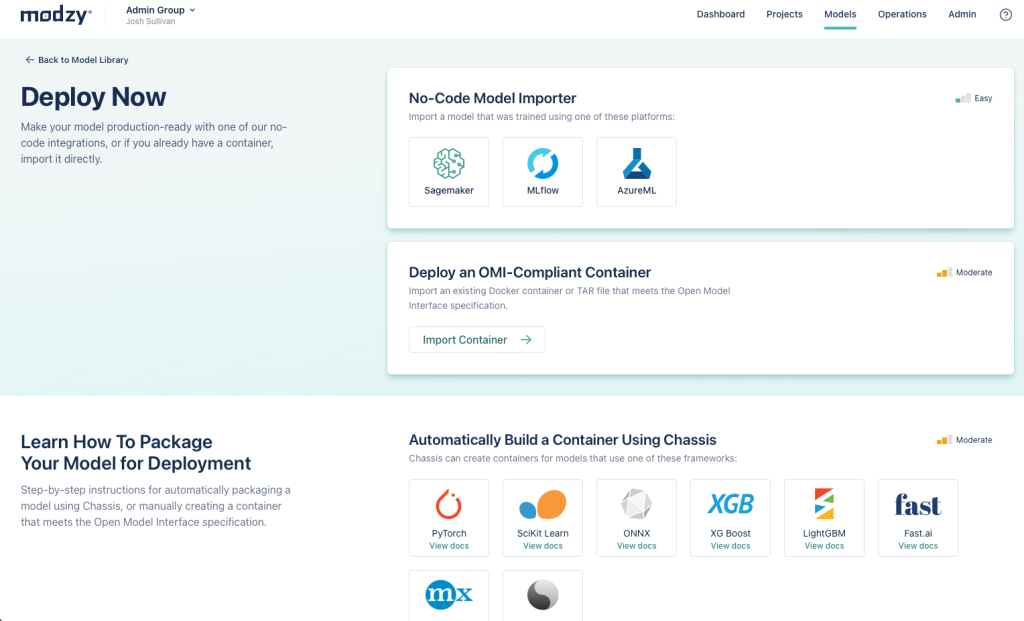 modzy
Admin Group
Josh Sullivan
Dashboard
Projects
Models
Operations
Admin
?
← Back to Model Library
Deploy Now
Make your model production-ready with one of our no-
code integrations, or if you already have a container,
import it directly.
No-Code Model Importer
Easy
Import a model that was trained using one of these platforms:
Sagemaker
MLflow
AzureML
Deploy an OMI-Compliant Container
Moderate
Import an existing Docker container or TAR file that meets the Open Model
Interface specification.
Import Container →
Learn How To Package
Your Model for Deployment
Step-by-step instructions for automatically packaging a
model using Chassis, or manually creating a container
that meets the Open Model Interface specification.
Automatically Build a Container Using Chassis
Moderate
Chassis can create containers for models that use one of these frameworks:
PyTorch
View docs
SciKit Learn
View docs
ONNX
View docs
XGB
XG Boost
View docs
LightGBM
View docs
fast
Fast.ai
View docs
mx